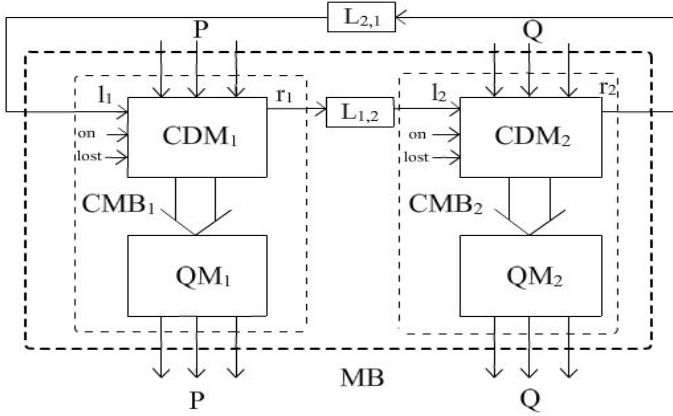 L2,1
P
Q
l1
r1
l2
r2
on
CDM1
L1,2
on
CDM2
lost
lost
CMB1
CMB2
QM1
QM2
MB
P
Q